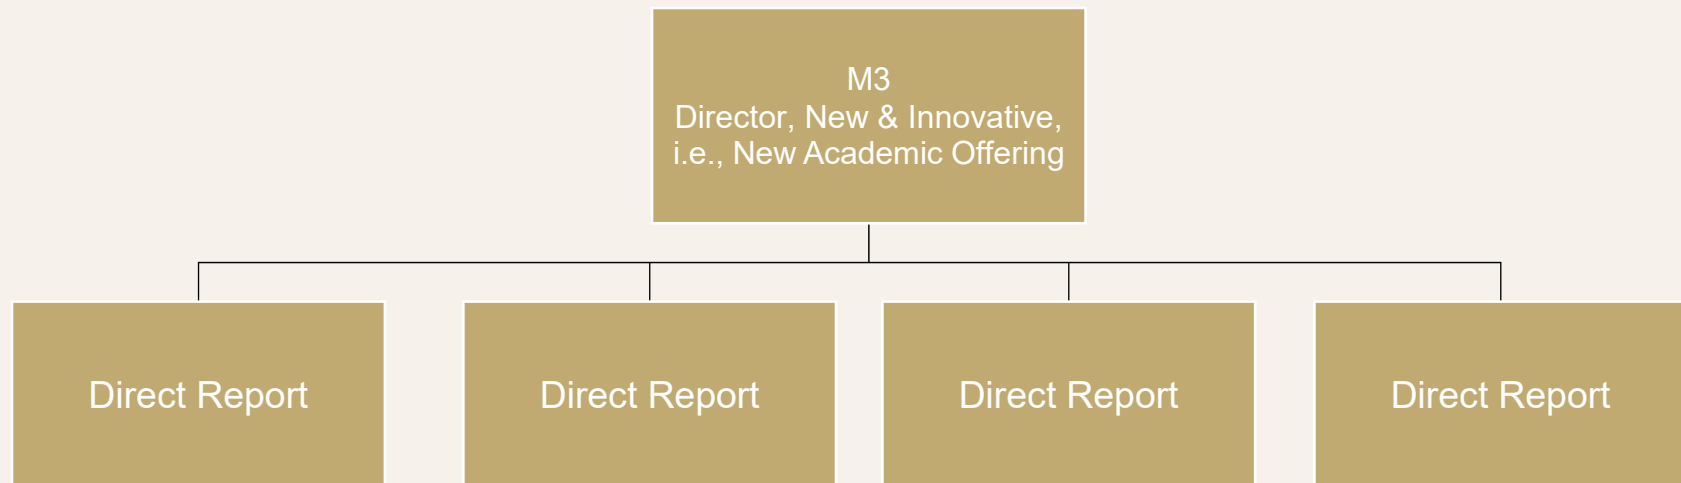 M3
Director, New & Innovative,
i.e., New Academic Offering
Direct Report
Direct Report
Direct Report
Direct Report